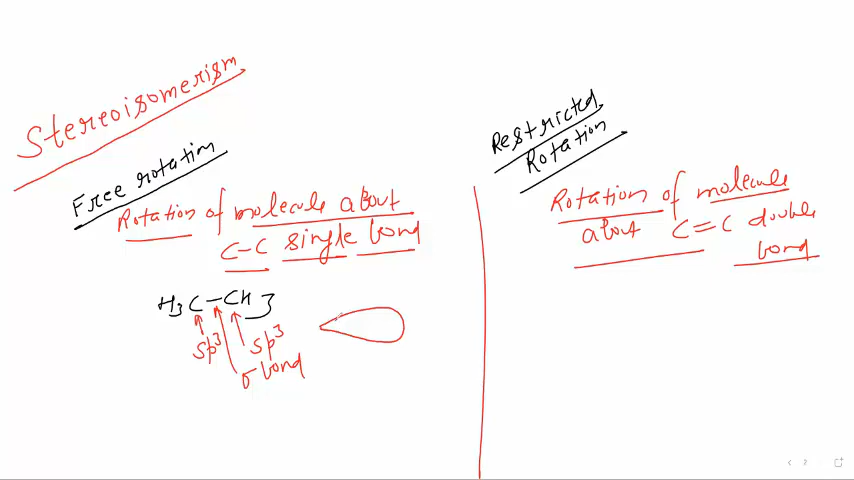 Stereoisomerism
Free rotation
Rotation of molecule about
C-C single bond
H3C-CH3
sp3 sp3
σ bond
Restricted
Rotation
Rotation of molecule
about C=C double
bond